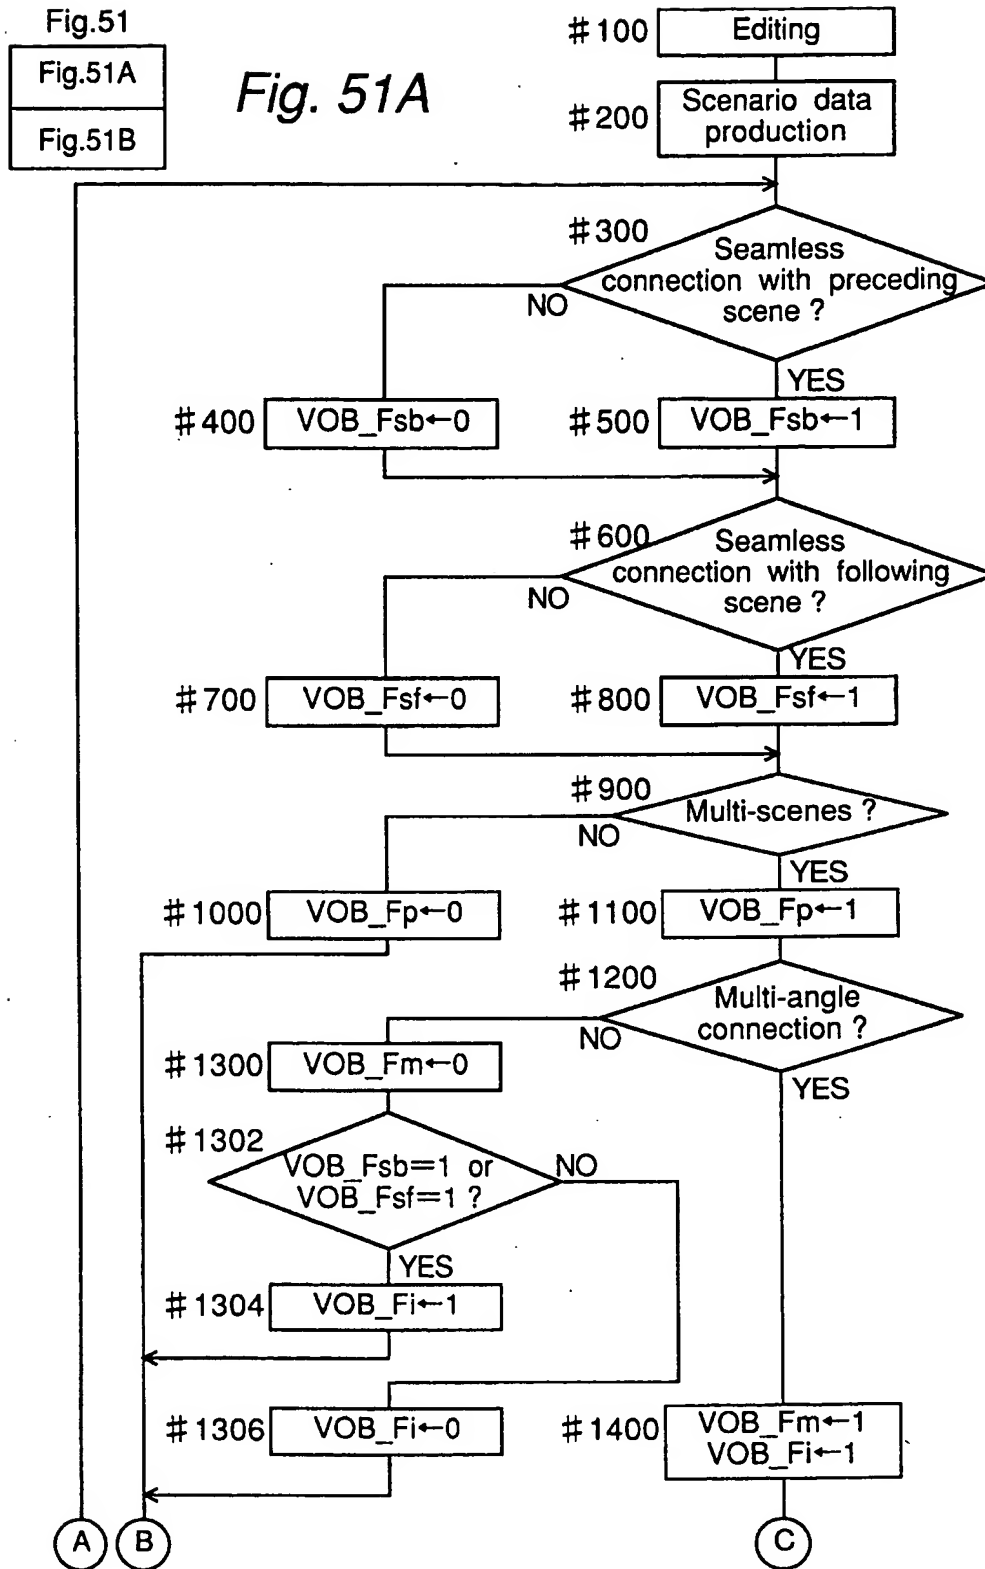 Fig.51
Fig.51A
Fig.51B
Fig. 51A
#100
Editing
#200
Scenario data
production
#300
Seamless
connection with preceding
scene ?
NO
YES
#400
VOB_Fsb←0
#500
VOB_Fsb←1
#600
Seamless
connection with following
scene ?
NO
YES
#700
VOB_Fsf←0
#800
VOB_Fsf←1
#900
Multi-scenes ?
NO
YES
#1000
VOB_Fp←0
#1100
VOB_Fp←1
#1200
Multi-angle
connection ?
NO
YES
#1300
VOB_Fm←0
#1302
VOB_Fsb=1 or
VOB_Fsf=1 ?
NO
YES
#1304
VOB_Fi←1
#1306
VOB_Fi←0
#1400
VOB_Fm←1
VOB_Fi←1
A
B
C